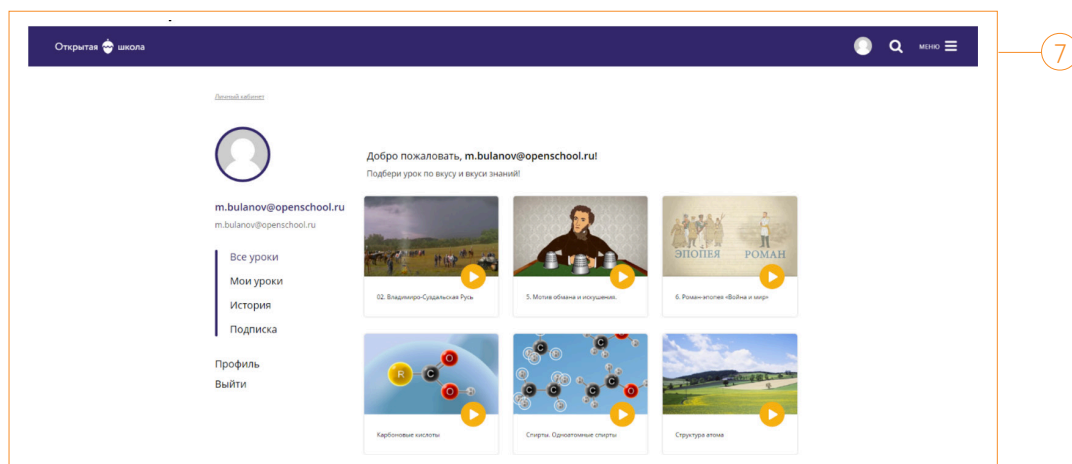 Открытая школа
МЕНЮ
7
Личный кабинет
Добро пожаловать, m.bulanov@openschool.ru!
Подбери урок по вкусу и вкуси знаний!
m.bulanov@openschool.ru
m.bulanov@openschool.ru
Все уроки
Мои уроки
История
Подписка
Профиль
Выйти
ЭПОПЕЯ РОМАН
02. Владимиро-Суздальская Русь
5. Мотив обмана и искушения.
6. Роман-эпопея «Война и мир»
R C O O
C C C C O
Карбоновые кислоты
Спирты. Одноатомные спирты
Структура атома